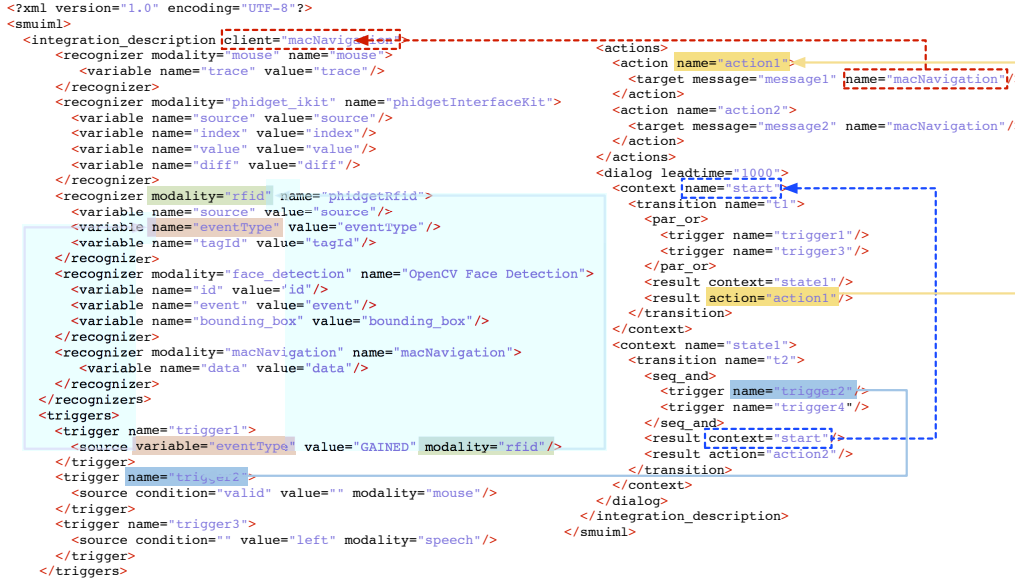 <?xml version="1.0" encoding="UTF-8"?>
<smuiml>
<integration_description client="macNavigation">
<recognizer modality="mouse" name="mouse">
<variable name="trace" value="trace"/>
</recognizer>
<recognizer modality="phidget_ikit" name="phidgetInterfaceKit">
<variable name="source" value="source"/>
<variable name="index" value="index"/>
<variable name="value" value="value"/>
<variable name="diff" value="diff"/>
</recognizer>
<recognizer modality="rfid" name="phidgetRfid">
<variable name="source" value="source"/>
<variable name="eventType" value="eventType"/>
<variable name="tagId" value="tagId"/>
</recognizer>
<recognizer modality="face_detection" name="OpenCV Face Detection">
<variable name="id" value="id"/>
<variable name="event" value="event"/>
<variable name="bounding_box" value="bounding_box"/>
</recognizer>
<recognizer modality="macNavigation" name="macNavigation">
<variable name="data" value="data"/>
</recognizer>
</recognizers>
<triggers>
<trigger name="trigger1">
<source variable="eventType" value="GAINED" modality="rfid"/>
</trigger>
<trigger name="trigger2">
<source condition="valid" value="" modality="mouse"/>
</trigger>
<trigger name="trigger3">
<source condition="" value="left" modality="speech"/>
</trigger>
</triggers>
<actions>
<action name="action1">
<target message="message1" name="macNavigation"/
</action>
<action name="action2">
<target message="message2" name="macNavigation"/
</action>
</actions>
<dialog leadtime="1000">
<context name="start">
<transition name="t1">
<par_or>
<trigger name="trigger1"/>
<trigger name="trigger3"/>
</par_or>
<result context="state1"/>
<result action="action1"/>
</transition>
</context>
<context name="state1">
<transition name="t2">
<seq_and>
<trigger name="trigger2"/>
<trigger name="trigger4"/>
</seq_and>
<result context="start"/>
<result action="action2"/>
</transition>
</context>
</dialog>
</integration_description>
</smuiml>